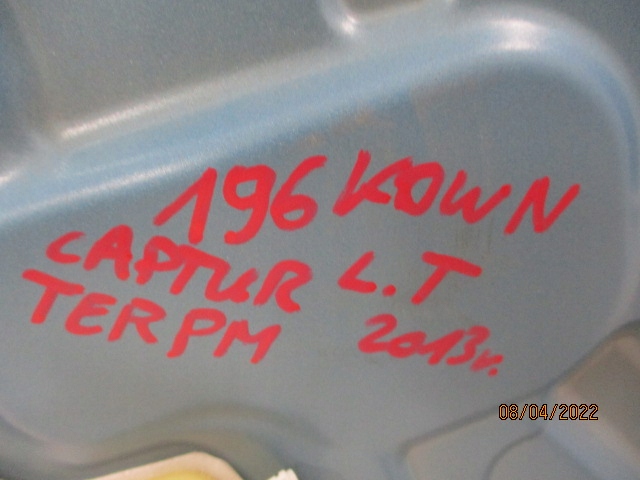 196 KOWN
CAPTUR L.T
TERPM 2013r.
08/04/2022